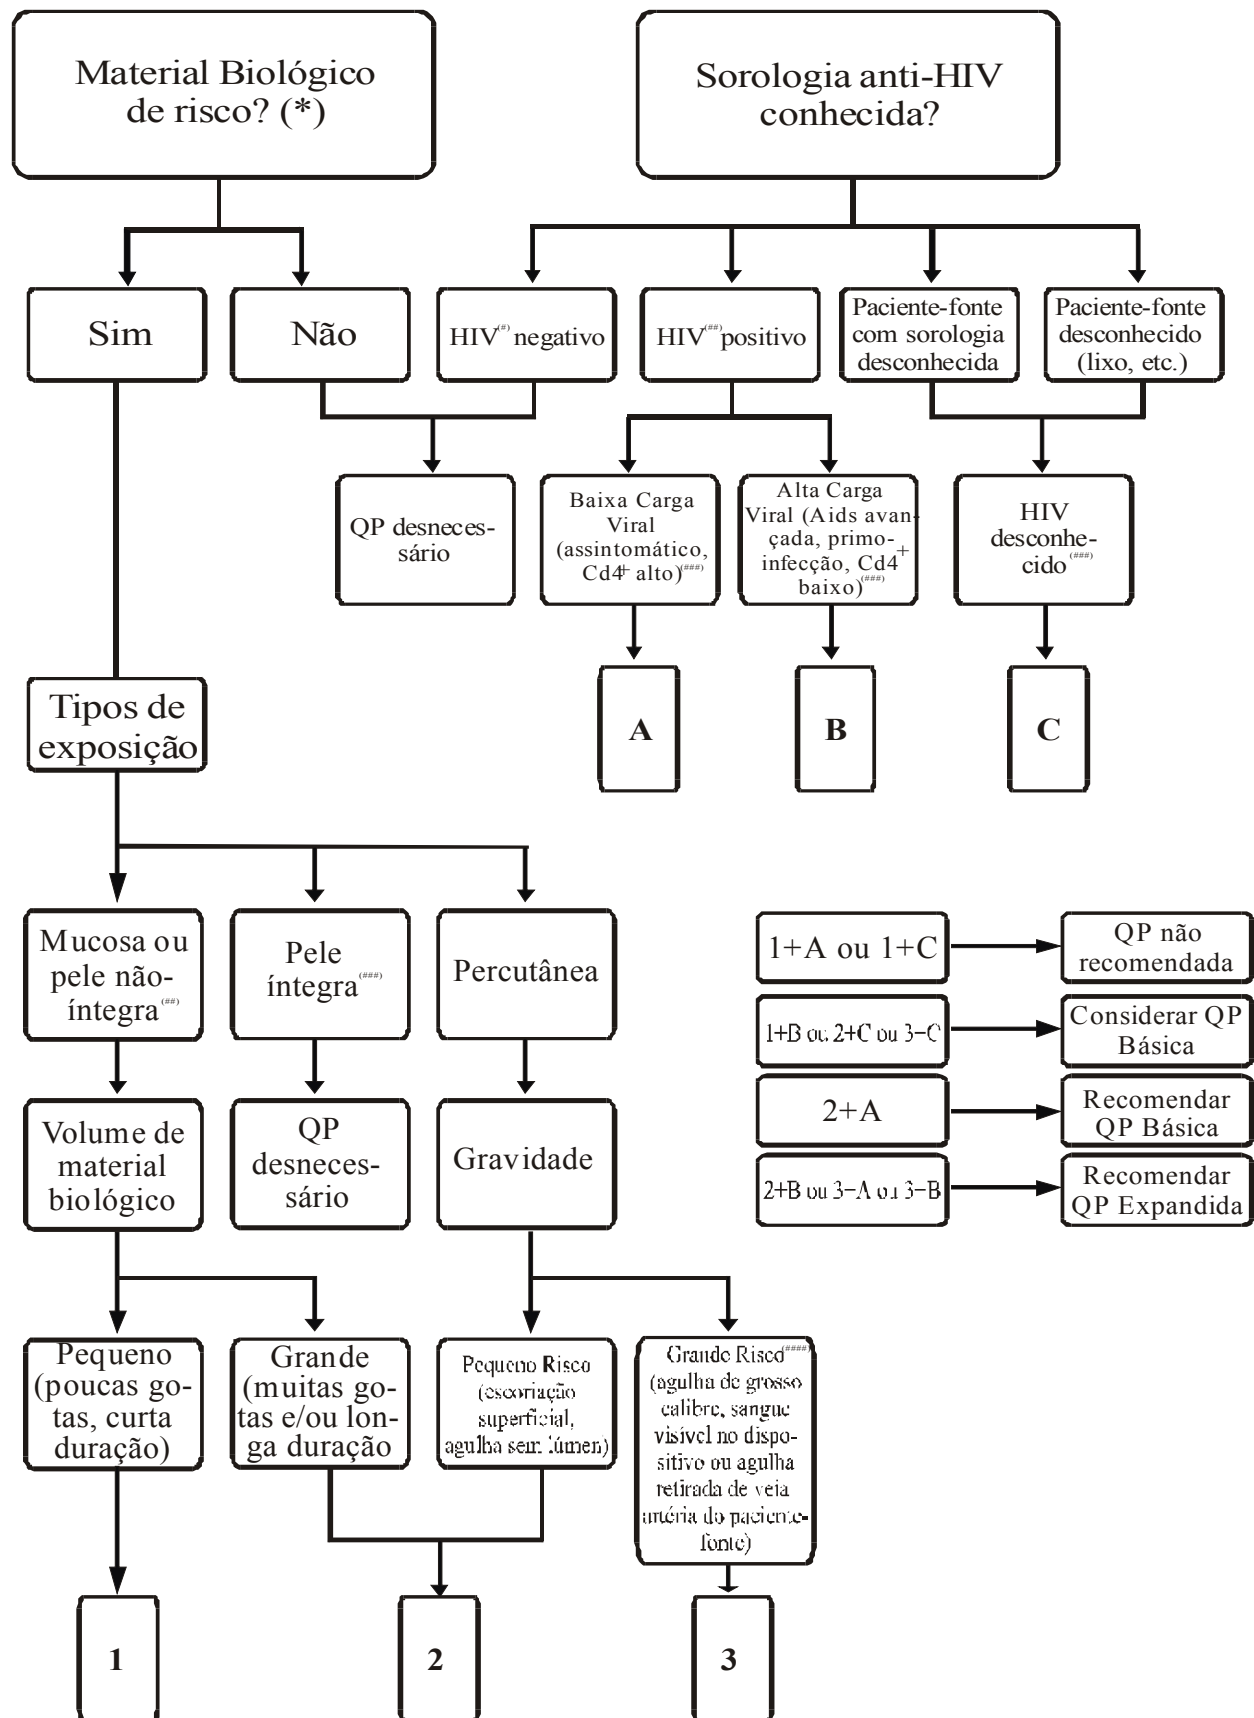 Material Biológico
de risco? (*)
Sorologia anti-HIV
conhecida?
Sim
Não
HIV(#) negativo
HIV(##) positivo
Paciente-fonte
com sorologia
desconhecida
Paciente-fonte
desconhecido
(lixo, etc.)
QP desneces-
sário
Baixa Carga
Viral
(assintomático,
Cd4+ alto)(###)
Alta Carga
Viral (Aids avan-
çada, primo-
infecção, Cd4+
baixo)(###)
HIV
desconhe-
cido(###)
A
B
C
Tipos de
exposição
Mucosa ou
pele não-
íntegra(##)
Pele
íntegra(###)
Percutânea
Volume de
material
biológico
QP
desneces-
sário
Gravidade
1+A ou 1+C
QP não
recomendada
1+B ou 2+C ou 3−C
Considerar QP
Básica
2+A
Recomendar
QP Básica
2+B ou 3−A ou 3−B
Recomendar
QP Expandida
Pequeno
(poucas go-
tas, curta
duração)
Grande
(muitas go-
tas e/ou lon-
ga duração
Pequeno Risco
(escoriação
superficial,
agulha sem lúmen)
Grande Risco(####)
(agulha de grosso
calibre, sangue
visível no dispo-
sitivo ou agulha
retirada de veia
artéria do paciente-
fonte)
1
2
3